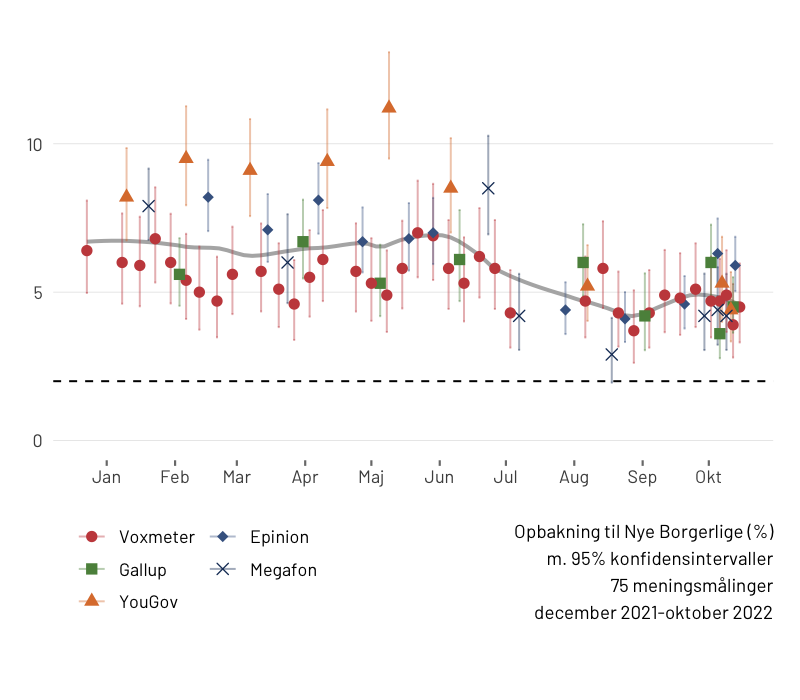 10
5
0
Jan Feb Mar Apr Maj Jun Jul Aug Sep Okt
Voxmeter Epinion
Gallup Megafon
YouGov
Opbakning til Nye Borgerlige (%)
m. 95% konfidensintervaller
75 meningsmålinger
december 2021-oktober 2022